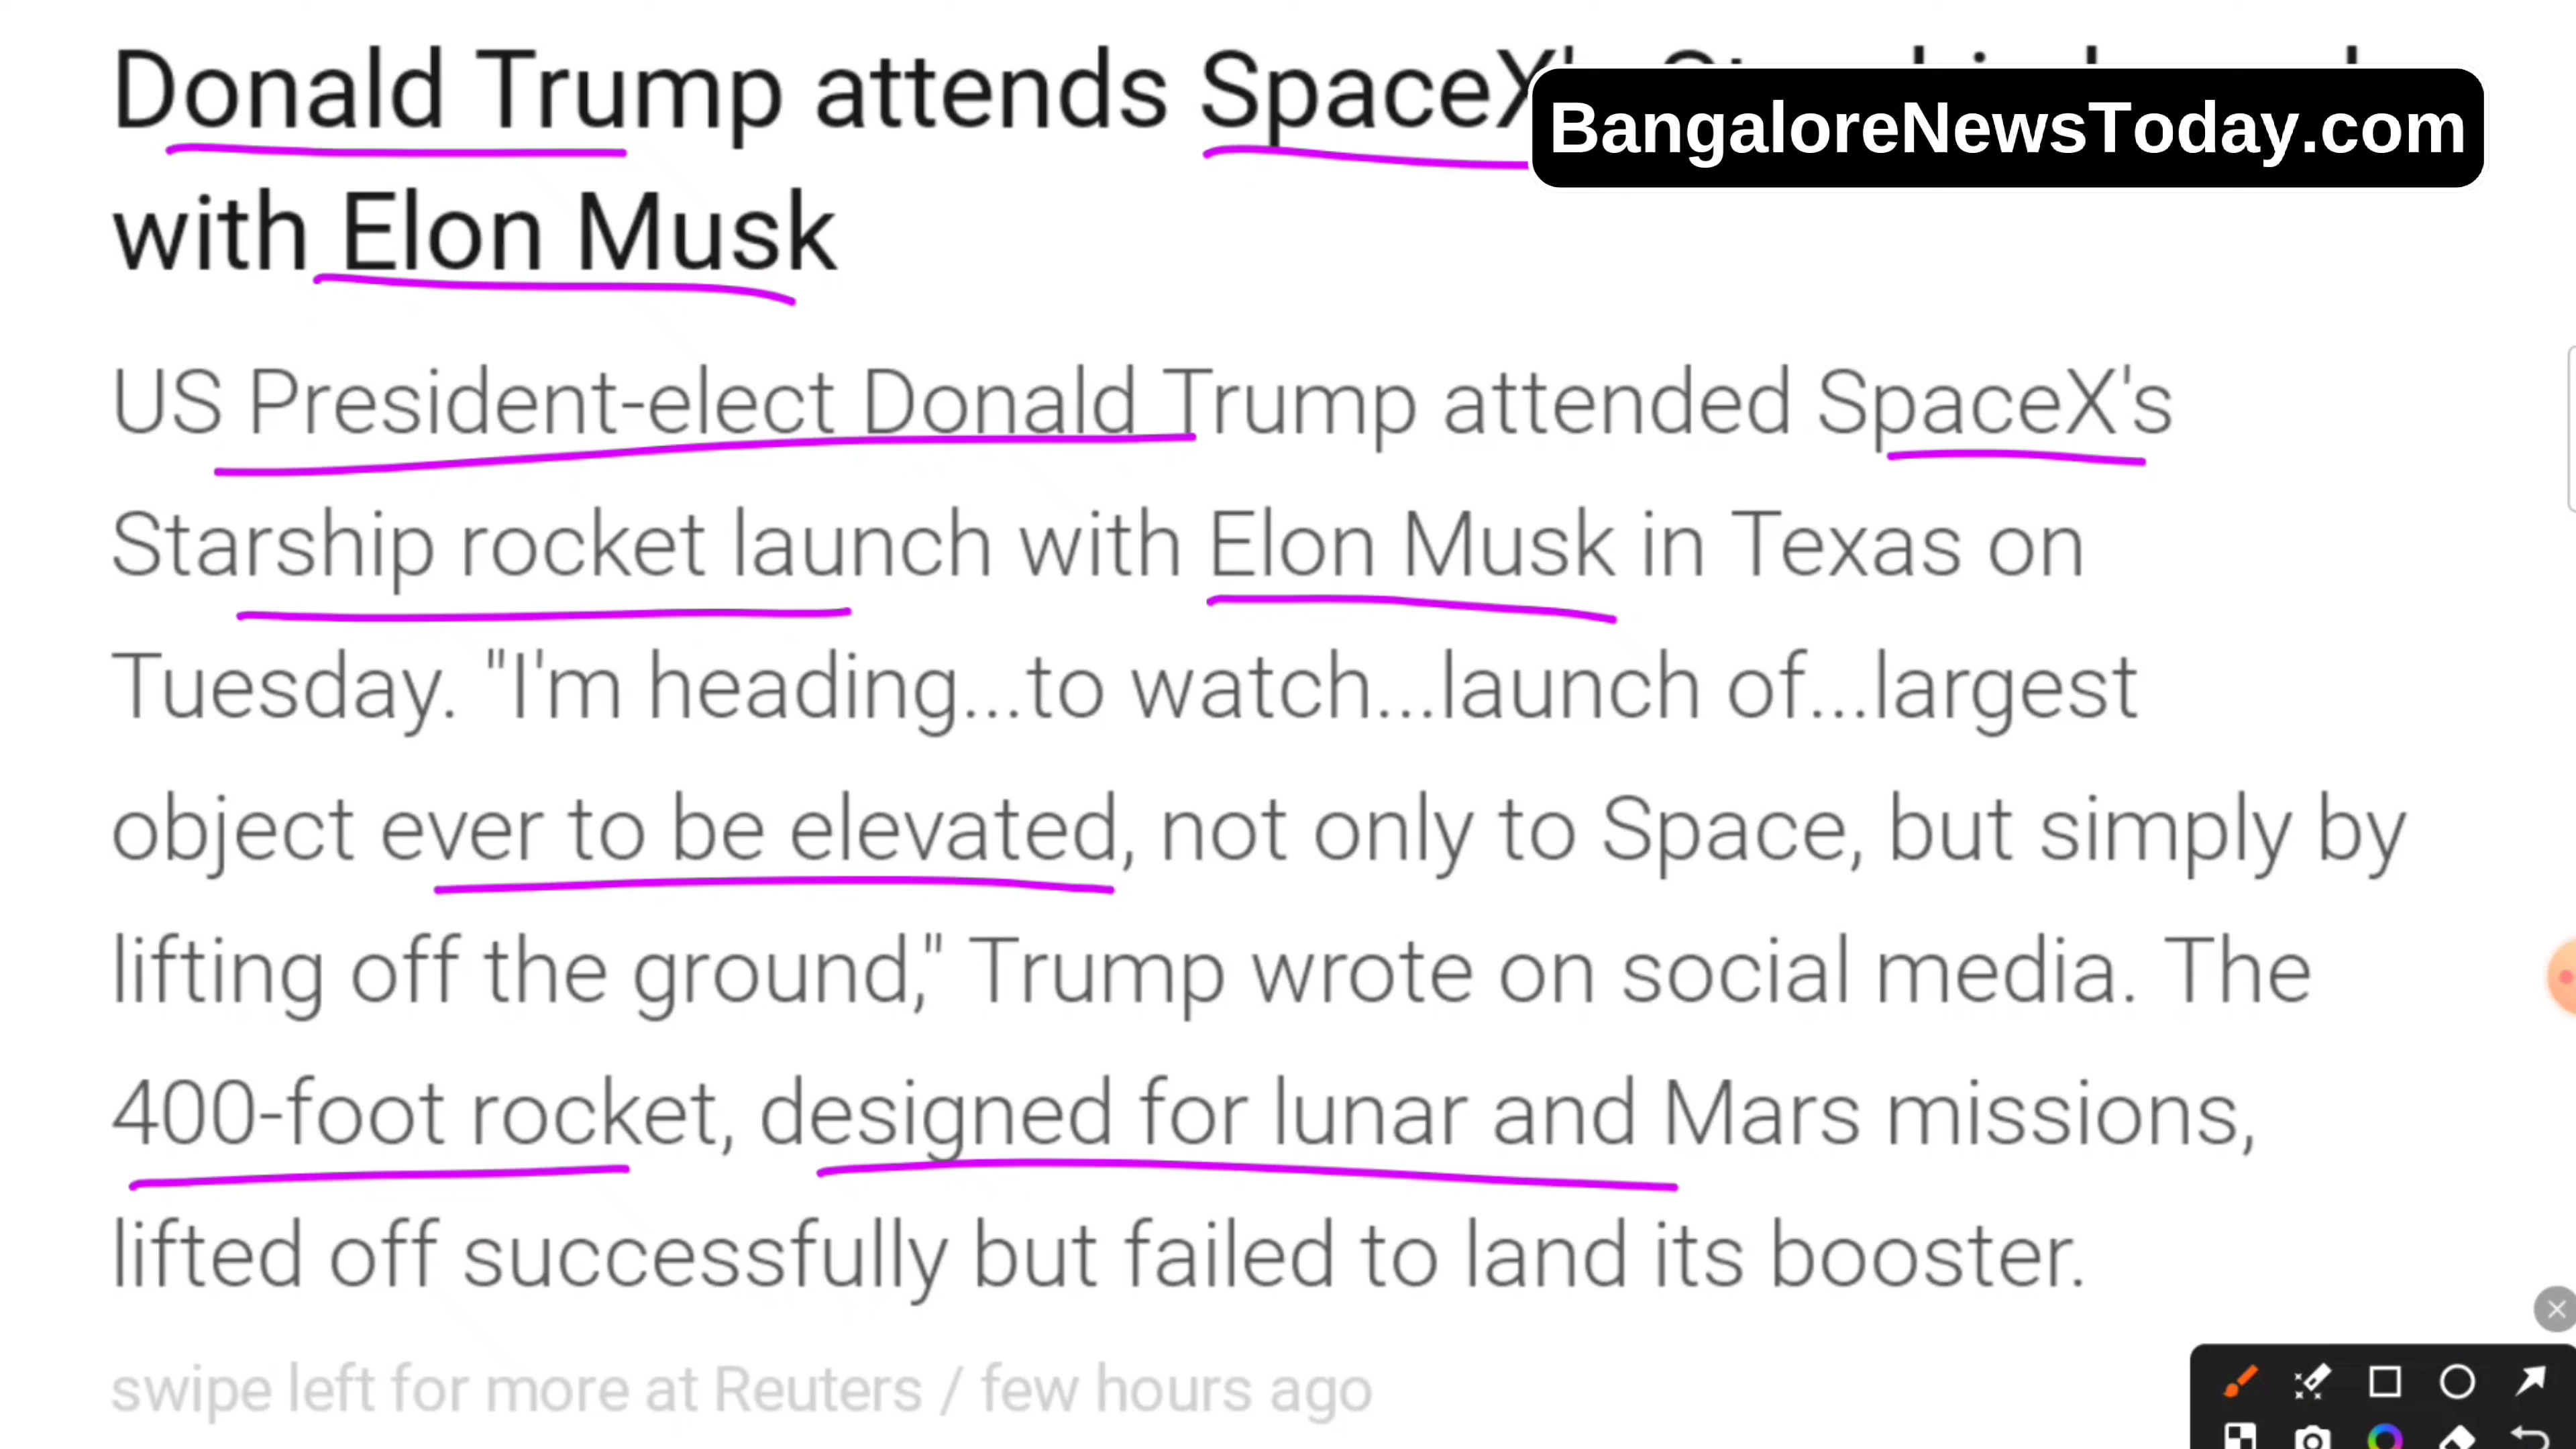 Donald Trump attends SpaceX's
BangaloreNewsToday.com
with Elon Musk
US President-elect Donald Trump attended SpaceX's
Starship rocket launch with Elon Musk in Texas on
Tuesday. "I'm heading...to watch...launch of...largest
object ever to be elevated, not only to Space, but simply by
lifting off the ground," Trump wrote on social media. The
400-foot rocket, designed for lunar and Mars missions,
lifted off successfully but failed to land its booster.
swipe left for more at Reuters / few hours ago